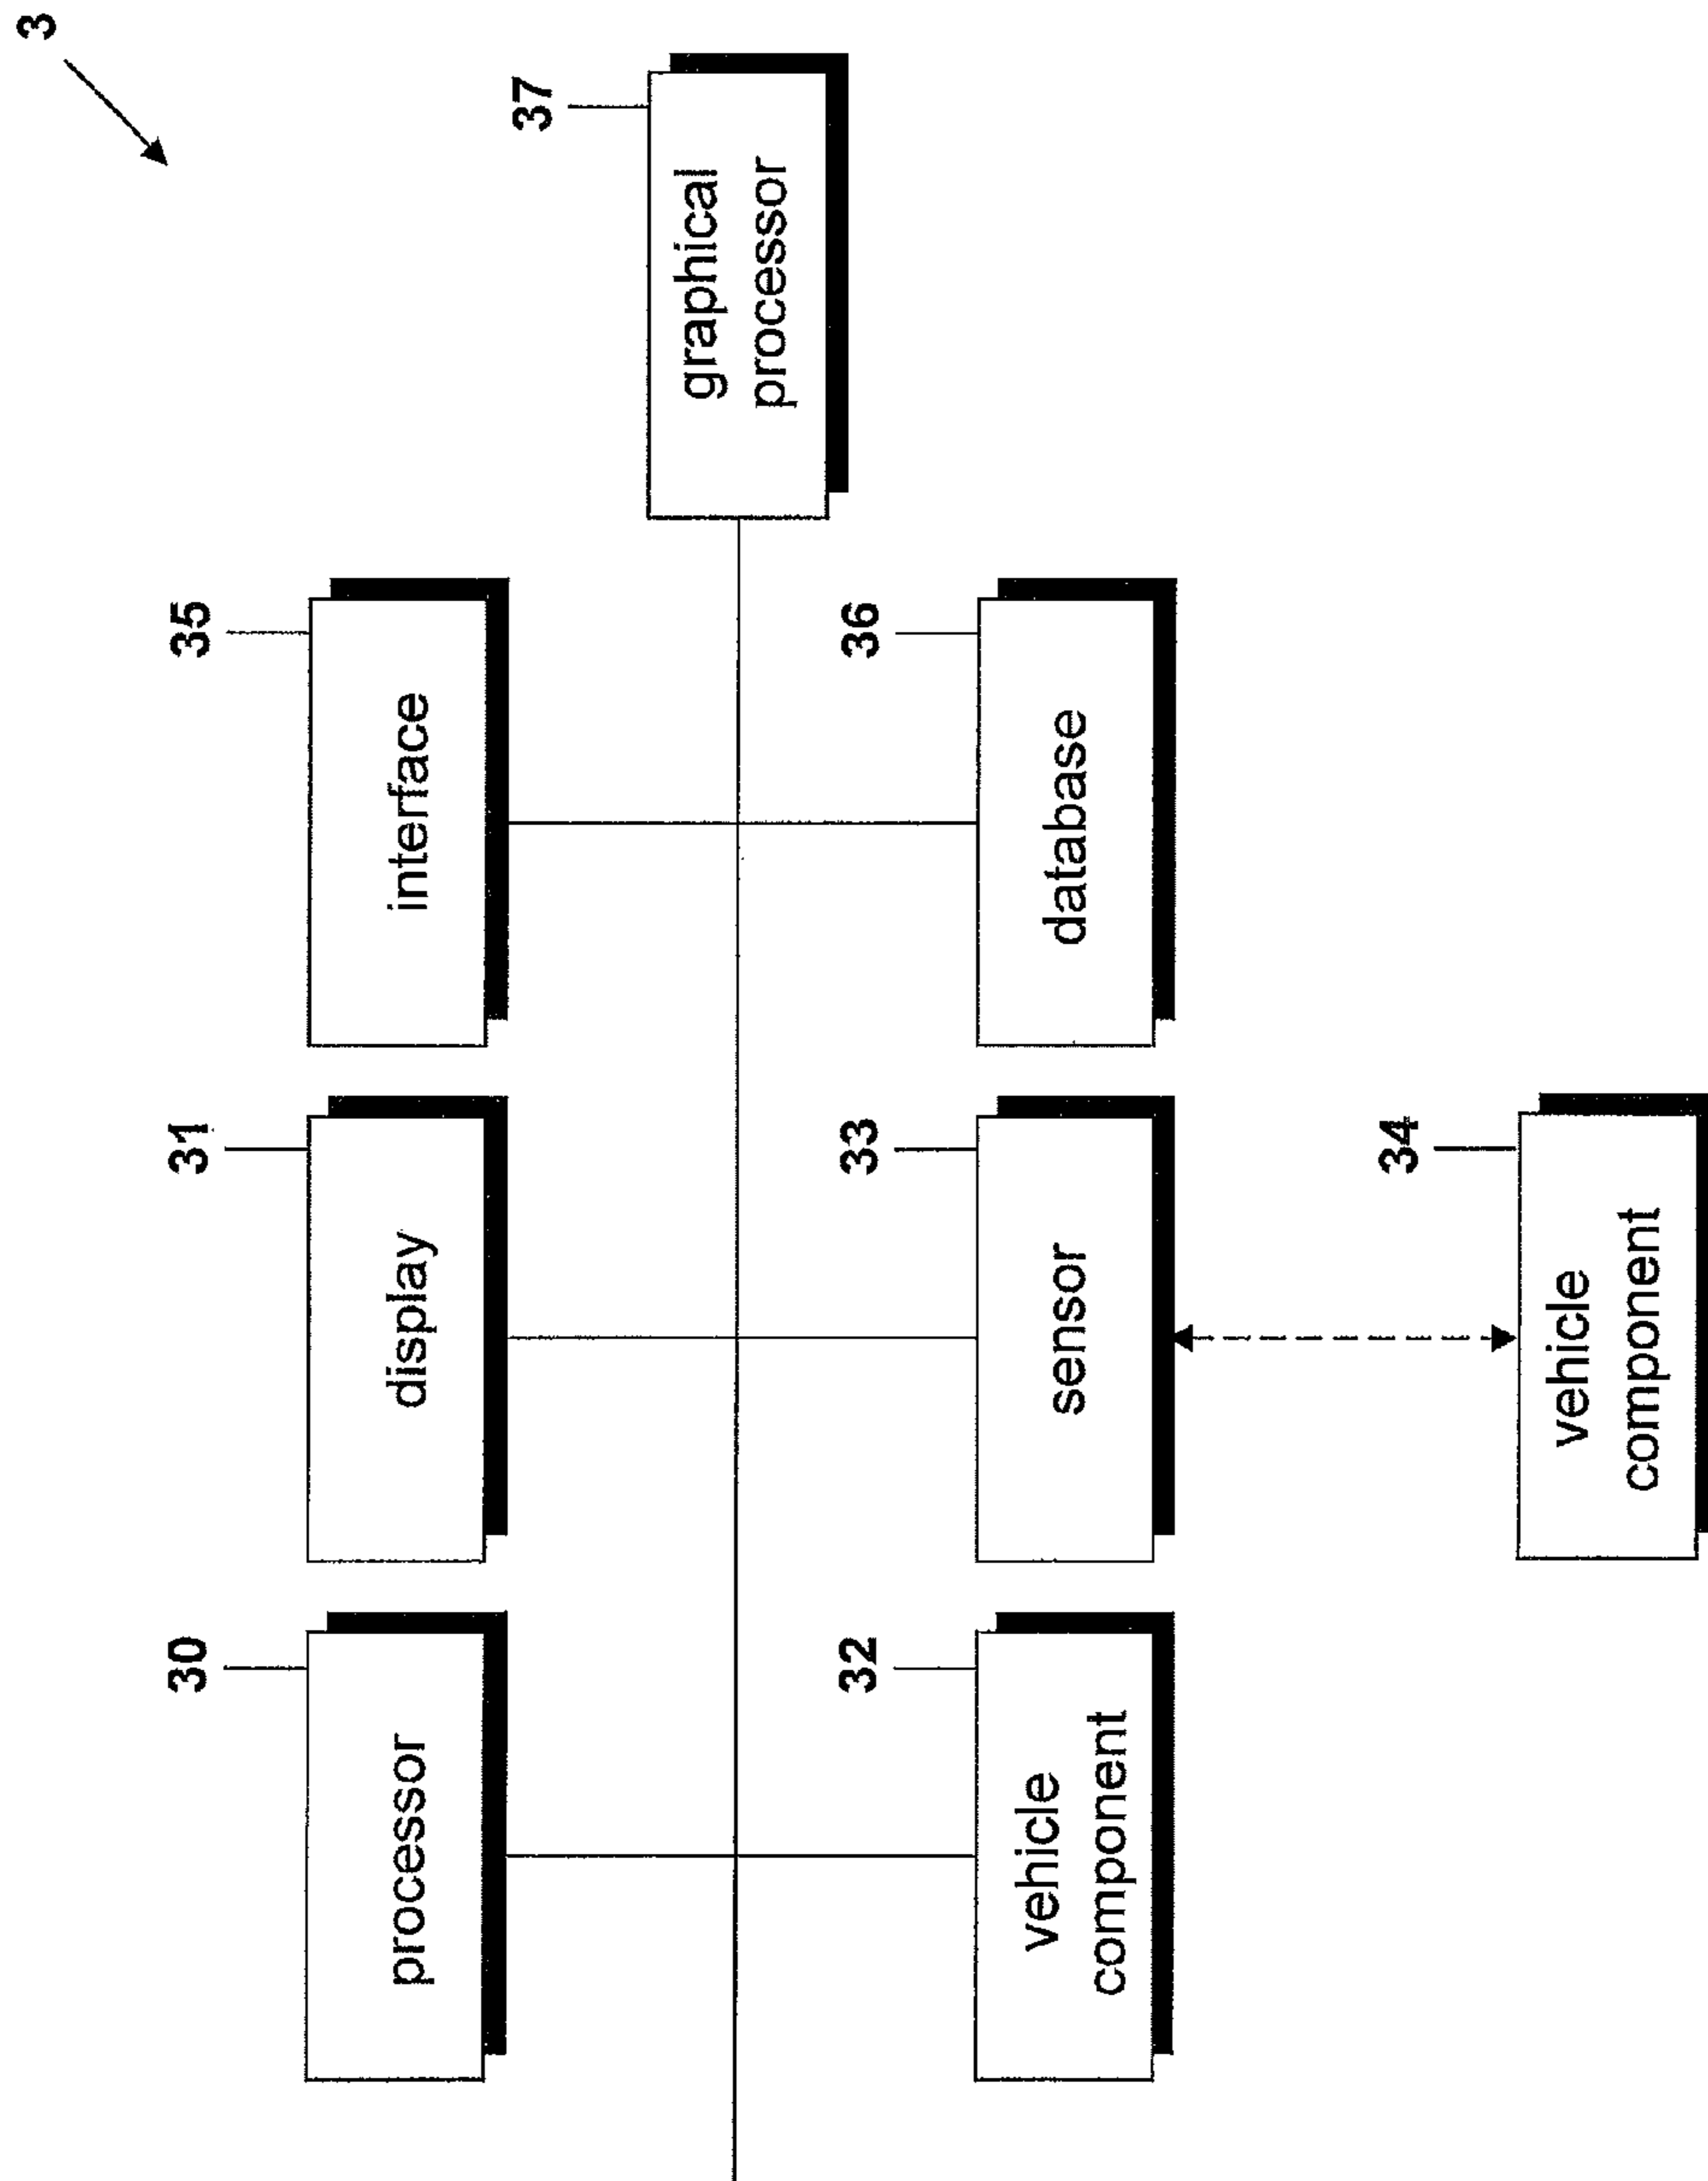 3
30
processor
31
display
35
interface
37
graphical
processor
32
vehicle
component
33
sensor
36
database
34
vehicle
component